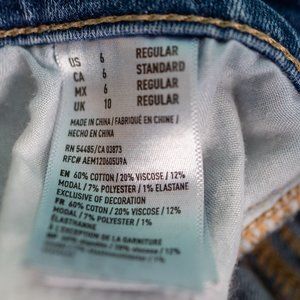 US 6 REGULAR
CA 6 STANDARD
MX 6 REGULAR
UK 10 REGULAR
MADE IN CHINA / FABRIQUÉ EN CHINE /
HECHO EN CHINA
RN 54485/CA 03873
RFC# AEM1206059U9A
EN 60% COTTON / 20% VISCOSE / 12%
MODAL / 7% POLYESTER / 1% ELASTANE
EXCLUSIVE OF DECORATION
FR 60% COTON / 20% VISCOSE / 12%
MODAL / 7% POLYESTER / 1%
ÉLASTHANNE
À L'EXCEPTION DE LA GARNITURE